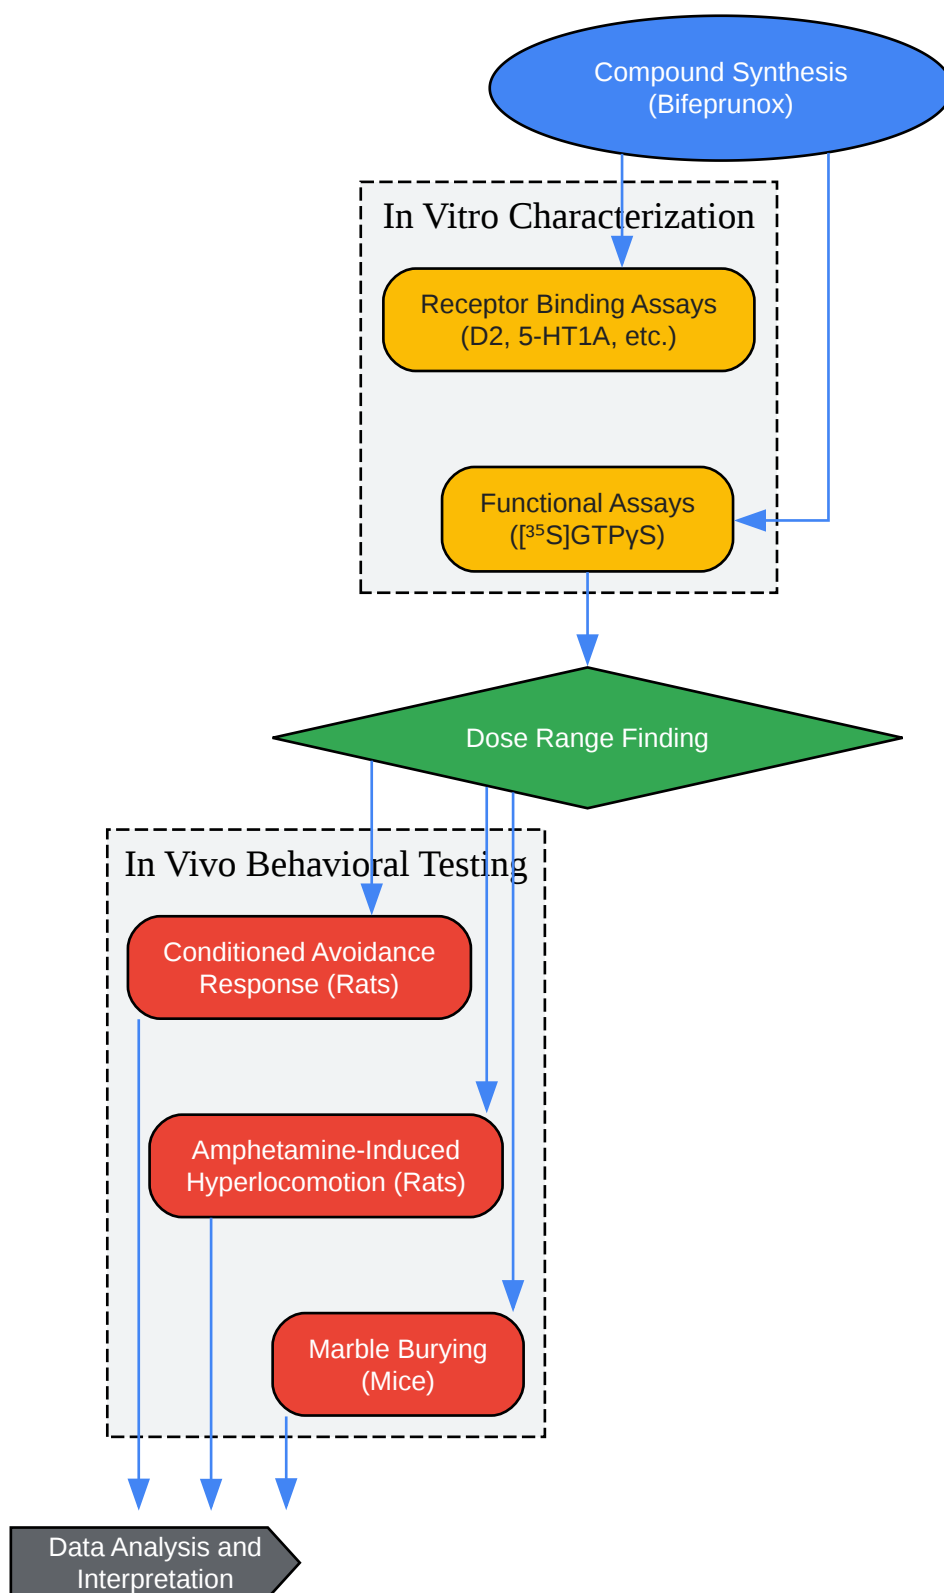 Compound Synthesis
(Bifeprunox)
In Vitro Characterization
Receptor Binding Assays
(D2, 5-HT1A, etc.)
Functional Assays
([³⁵S]GTPγS)
Dose Range Finding
In Vivo Behavioral Testing
Conditioned Avoidance
Response (Rats)
Amphetamine-Induced
Hyperlocomotion (Rats)
Marble Burying
(Mice)
Data Analysis and
Interpretation